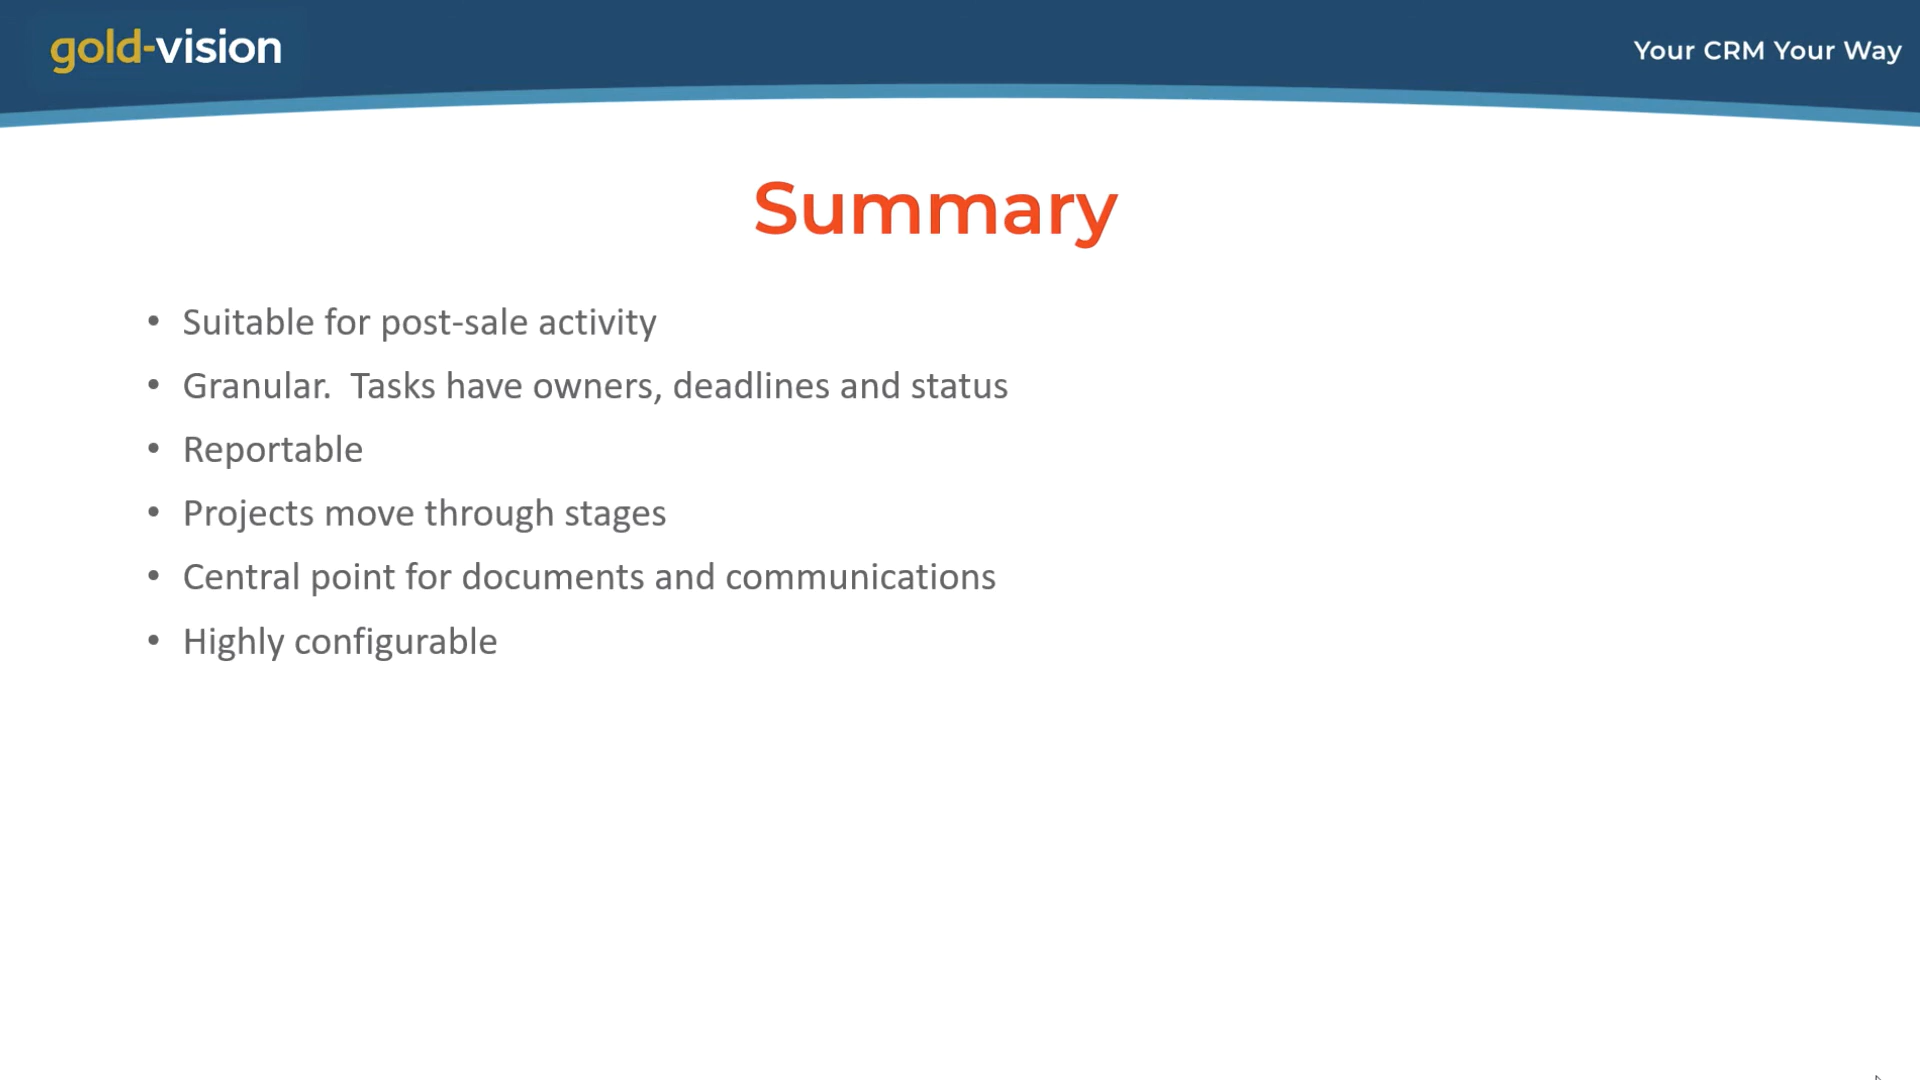 gold-vision
Your CRM Your Way
Summary
• Suitable for post-sale activity
• Granular.  Tasks have owners, deadlines and status
• Reportable
• Projects move through stages
• Central point for documents and communications
• Highly configurable